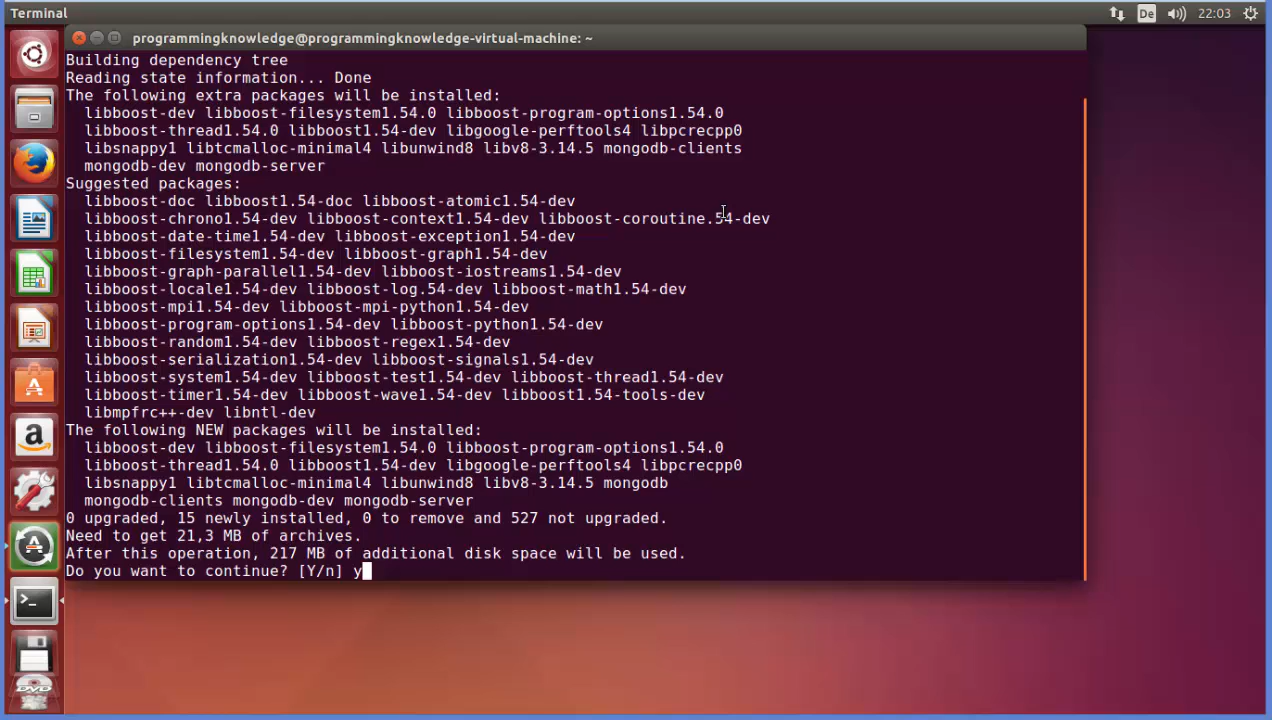 Terminal
De
22:03
programmingknowledge@programmingknowledge-virtual-machine: ~
Building dependency tree
Reading state information... Done
The following extra packages will be installed:
libboost-dev libboost-filesystem1.54.0 libboost-program-options1.54.0
libboost-thread1.54.0 libboost1.54-dev libgoogle-perftools4 libpcrecpp0
libsnappy1 libtcmalloc-minimal4 libunwind8 libv8-3.14.5 mongodb-clients
mongodb-dev mongodb-server
Suggested packages:
libboost-doc libboost1.54-doc libboost-atomic1.54-dev
libboost-chrono1.54-dev libboost-context1.54-dev libboost-coroutine.54-dev
libboost-date-time1.54-dev libboost-exception1.54-dev
libboost-filesystem1.54-dev libboost-graph1.54-dev
libboost-graph-parallel1.54-dev libboost-iostreams1.54-dev
libboost-locale1.54-dev libboost-log.54-dev libboost-math1.54-dev
libboost-mpi1.54-dev libboost-mpi-python1.54-dev
libboost-program-options1.54-dev libboost-python1.54-dev
libboost-random1.54-dev libboost-regex1.54-dev
libboost-serialization1.54-dev libboost-signals1.54-dev
libboost-system1.54-dev libboost-test1.54-dev libboost-thread1.54-dev
libboost-timer1.54-dev libboost-wave1.54-dev libboost1.54-tools-dev
libmpfrc++-dev libntl-dev
The following NEW packages will be installed:
libboost-dev libboost-filesystem1.54.0 libboost-program-options1.54.0
libboost-thread1.54.0 libboost1.54-dev libgoogle-perftools4 libpcrecpp0
libsnappy1 libtcmalloc-minimal4 libunwind8 libv8-3.14.5 mongodb
mongodb-clients mongodb-dev mongodb-server
0 upgraded, 15 newly installed, 0 to remove and 527 not upgraded.
Need to get 21,3 MB of archives.
After this operation, 217 MB of additional disk space will be used.
Do you want to continue? [Y/n] y
DVD